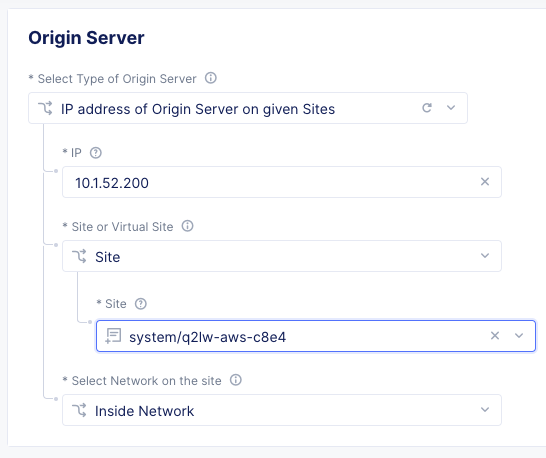 Origin Server
* Select Type of Origin Server
IP address of Origin Server on given Sites
* IP
10.1.52.200
* Site or Virtual Site
Site
* Site
system/q2lw-aws-c8e4
* Select Network on the site
Inside Network